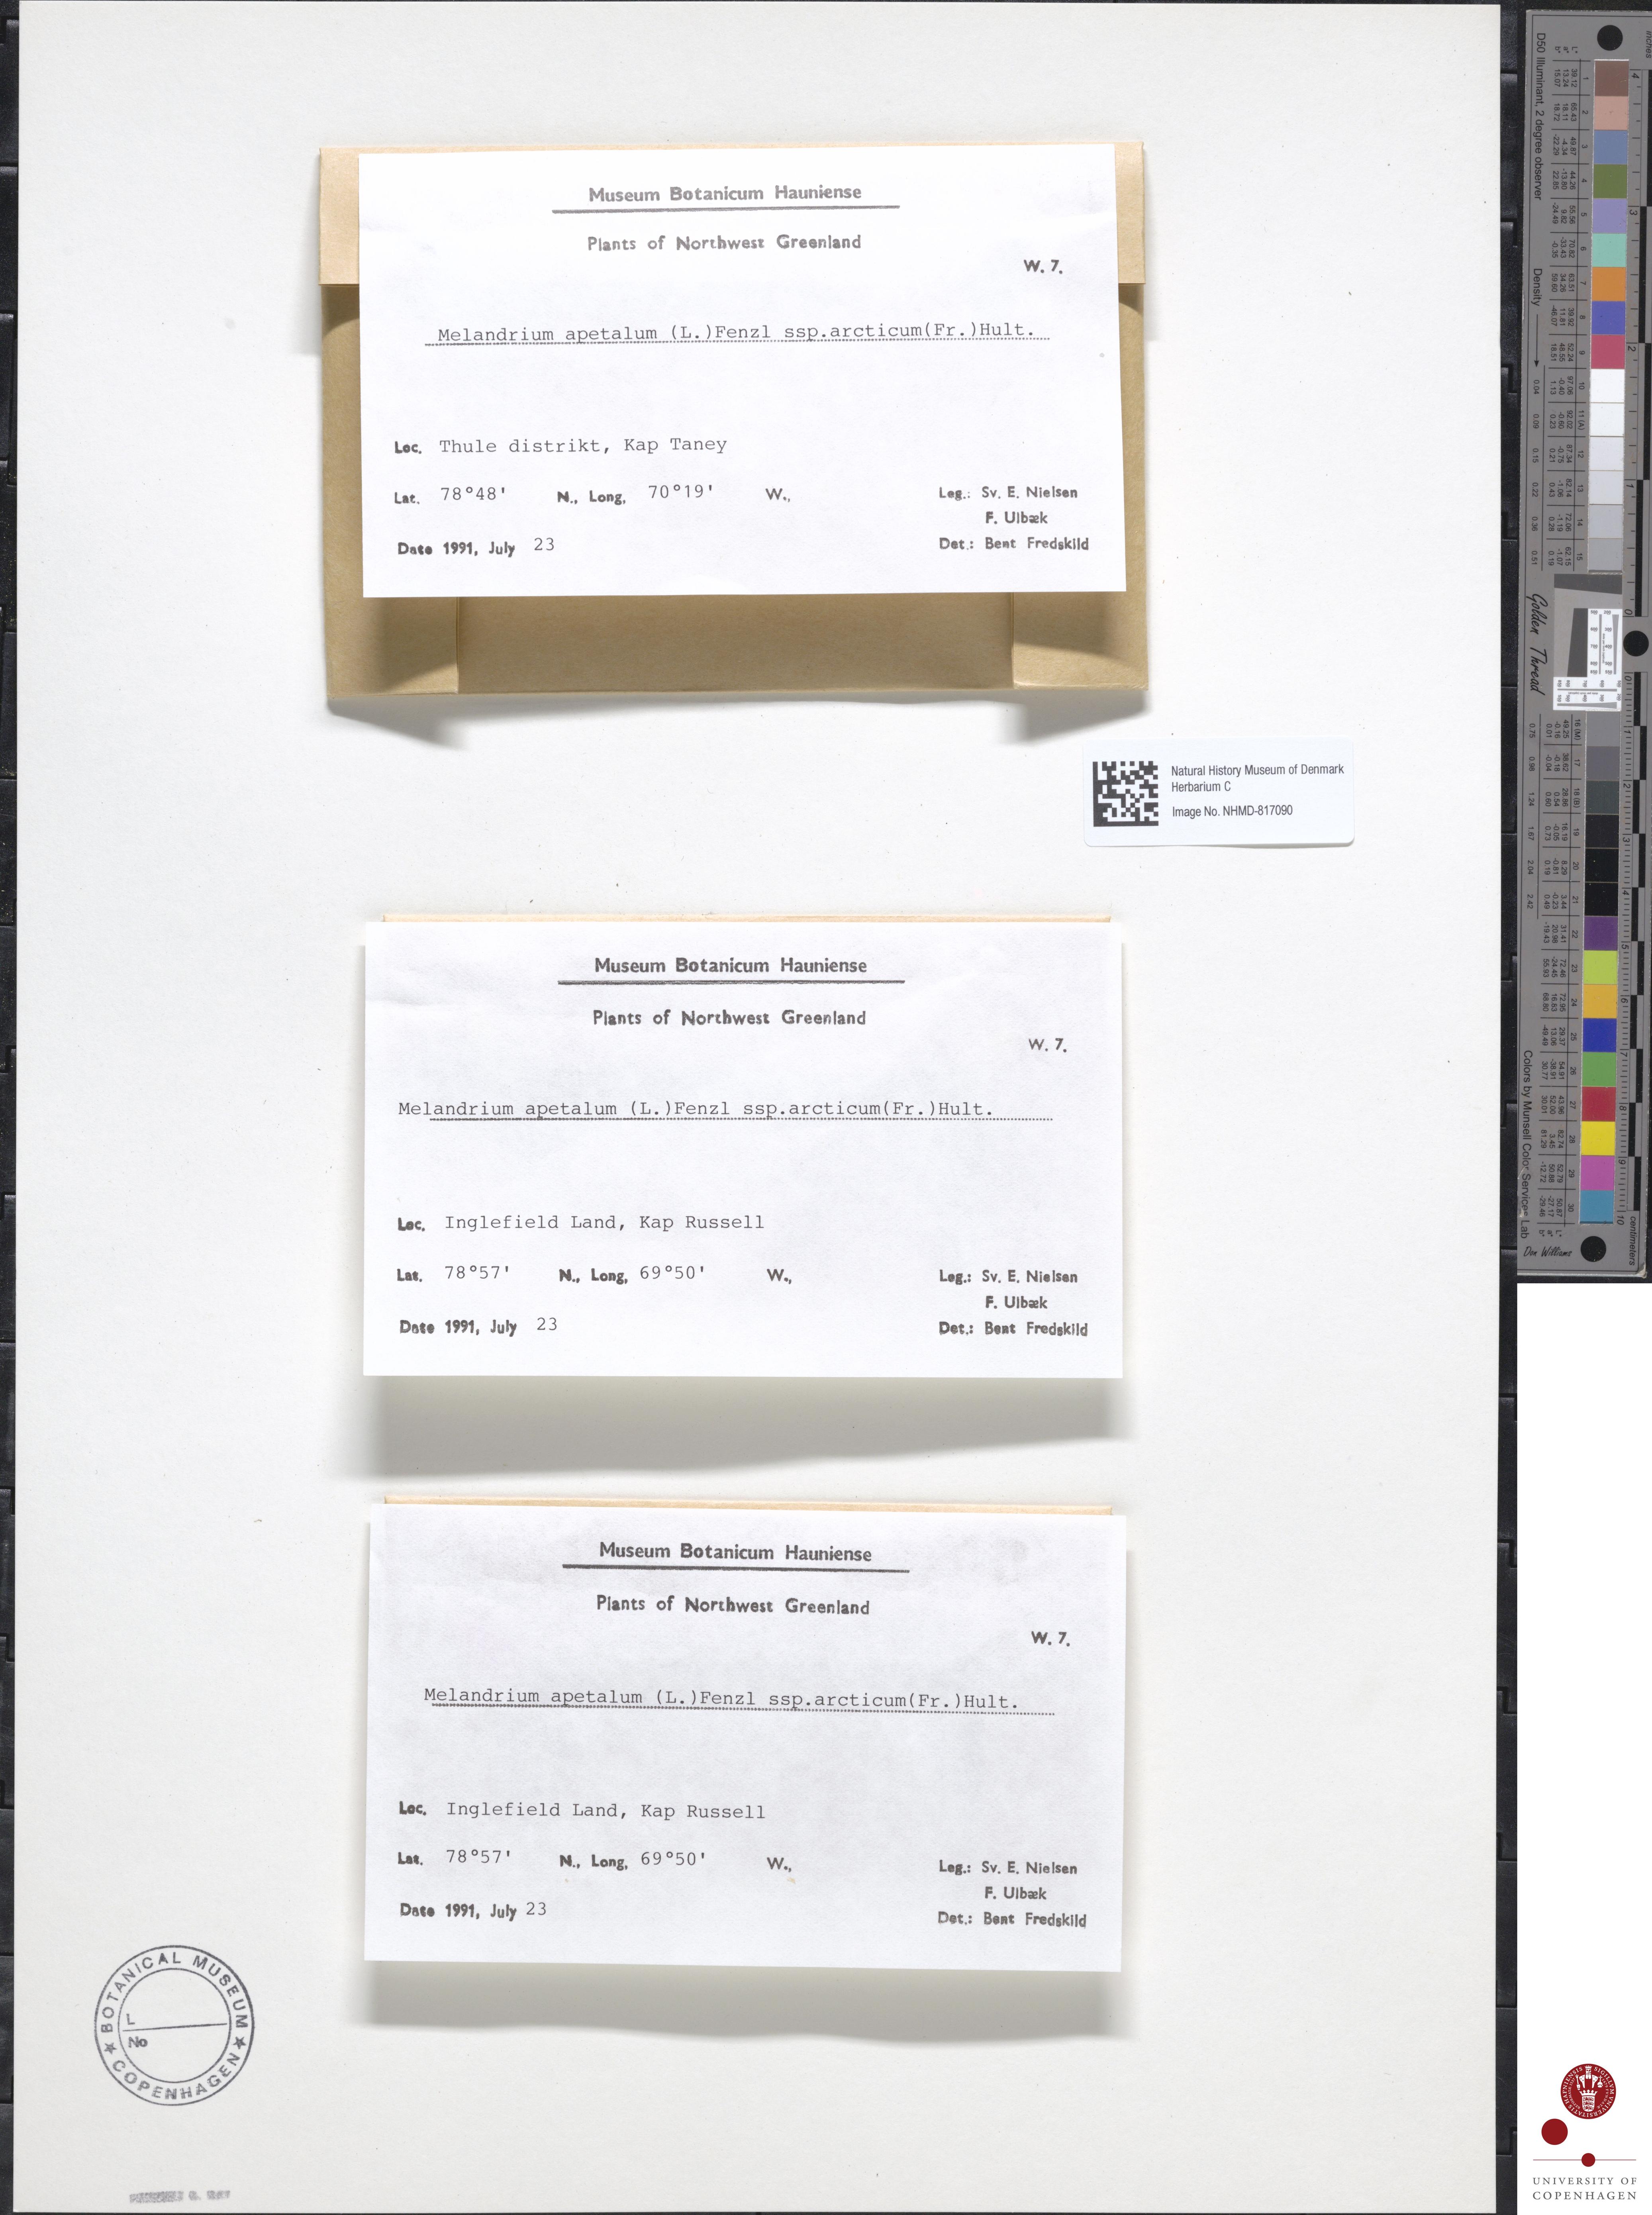 Museum Botanicum Hauniense
Plants of Northwest Greenland
W. 7.
Melandrium apetalum (L.)Fenzl ssp.arcticum(Fr.)Hult.
Loc. Thule distrikt, Kap Taney
Lat. 78°48' N., Long, 70°19' W.,
Leg.: Sv. E. Nielsen
F. Ulbæk
Date 1991, July 23
Det.: Bent Fredskild
Natural History Museum of Denmark
Herbarium C
Image No. NHMD-817090
Museum Botanicum Hauniense
Plants of Northwest Greenland
W. 7.
Melandrium apetalum (L.)Fenzl ssp.arcticum(Fr.)Hult.
Loc. Inglefield Land, Kap Russell
Lat. 78°57' N., Long, 69°50' W.,
Leg.: Sv. E. Nielsen
F. Ulbæk
Date 1991, July 23
Det.: Bent Fredskild
Museum Botanicum Hauniense
Plants of Northwest Greenland
W. 7.
Melandrium apetalum (L.)Fenzl ssp.arcticum(Fr.)Hult.
Loc. Inglefield Land, Kap Russell
Lat. 78°57' N., Long, 69°50' W.,
Leg.: Sv. E. Nielsen
F. Ulbæk
Date 1991, July 23
Det.: Bent Fredskild
BOTANICAL MUSEUM
COPENHAGEN
L
No
D50 Illuminant, 2 degree observer
Density
Golden Thread
Colors by Munsell Color Services Lab
Don Williams
inches
centimeters
UNIVERSITY OF
COPENHAGEN